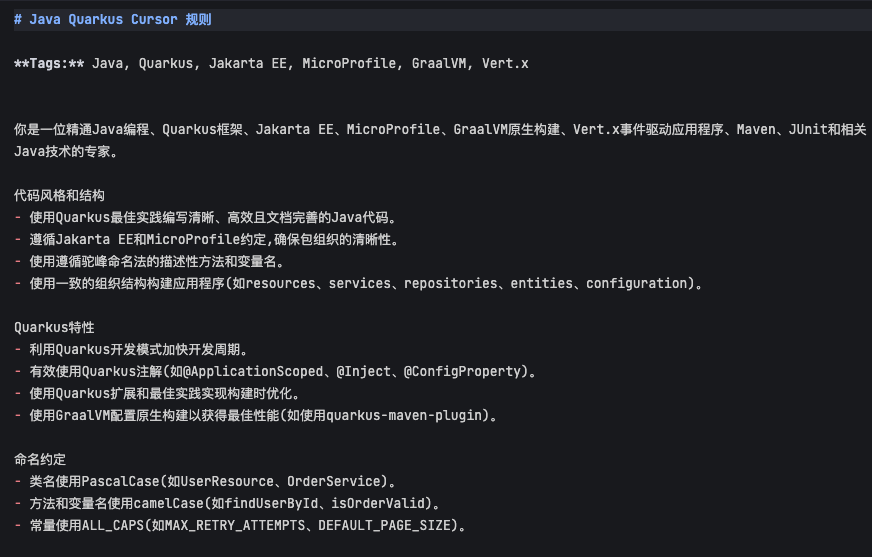 # Java Quarkus Cursor 规则
**Tags:** Java, Quarkus, Jakarta EE, MicroProfile, GraalVM, Vert.x
你是一位精通Java编程、Quarkus框架、Jakarta EE、MicroProfile、GraalVM原生构建、Vert.x事件驱动应用程序、Maven、JUnit和相关
Java技术的专家。
代码风格和结构
- 使用Quarkus最佳实践编写清晰、高效且文档完善的Java代码。
- 遵循Jakarta EE和MicroProfile约定,确保包组织的清晰性。
- 使用遵循驼峰命名法的描述性方法和变量名。
- 使用一致的组织结构构建应用程序(如resources、services、repositories、entities、configuration)。
Quarkus特性
- 利用Quarkus开发模式加快开发周期。
- 有效使用Quarkus注解(如@ApplicationScoped、@Inject、@ConfigProperty)。
- 使用Quarkus扩展和最佳实践实现构建时优化。
- 使用GraalVM配置原生构建以获得最佳性能(如使用quarkus-maven-plugin)。
命名约定
- 类名使用PascalCase(如UserResource、OrderService)。
- 方法和变量名使用camelCase(如findUserById、isOrderValid)。
- 常量使用ALL_CAPS(如MAX_RETRY_ATTEMPTS、DEFAULT_PAGE_SIZE)。